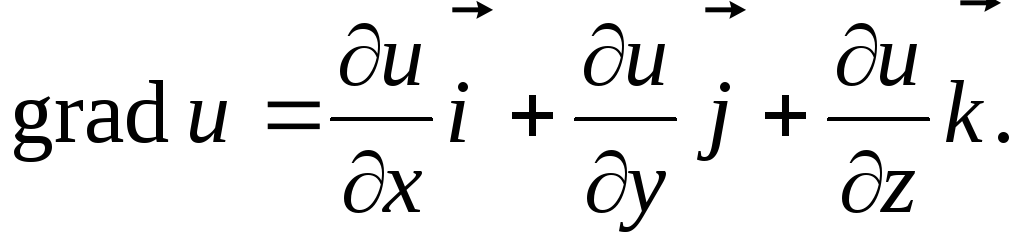 grad u = ∂u/∂x i⃗ + ∂u/∂y j⃗ + ∂u/∂z k⃗.